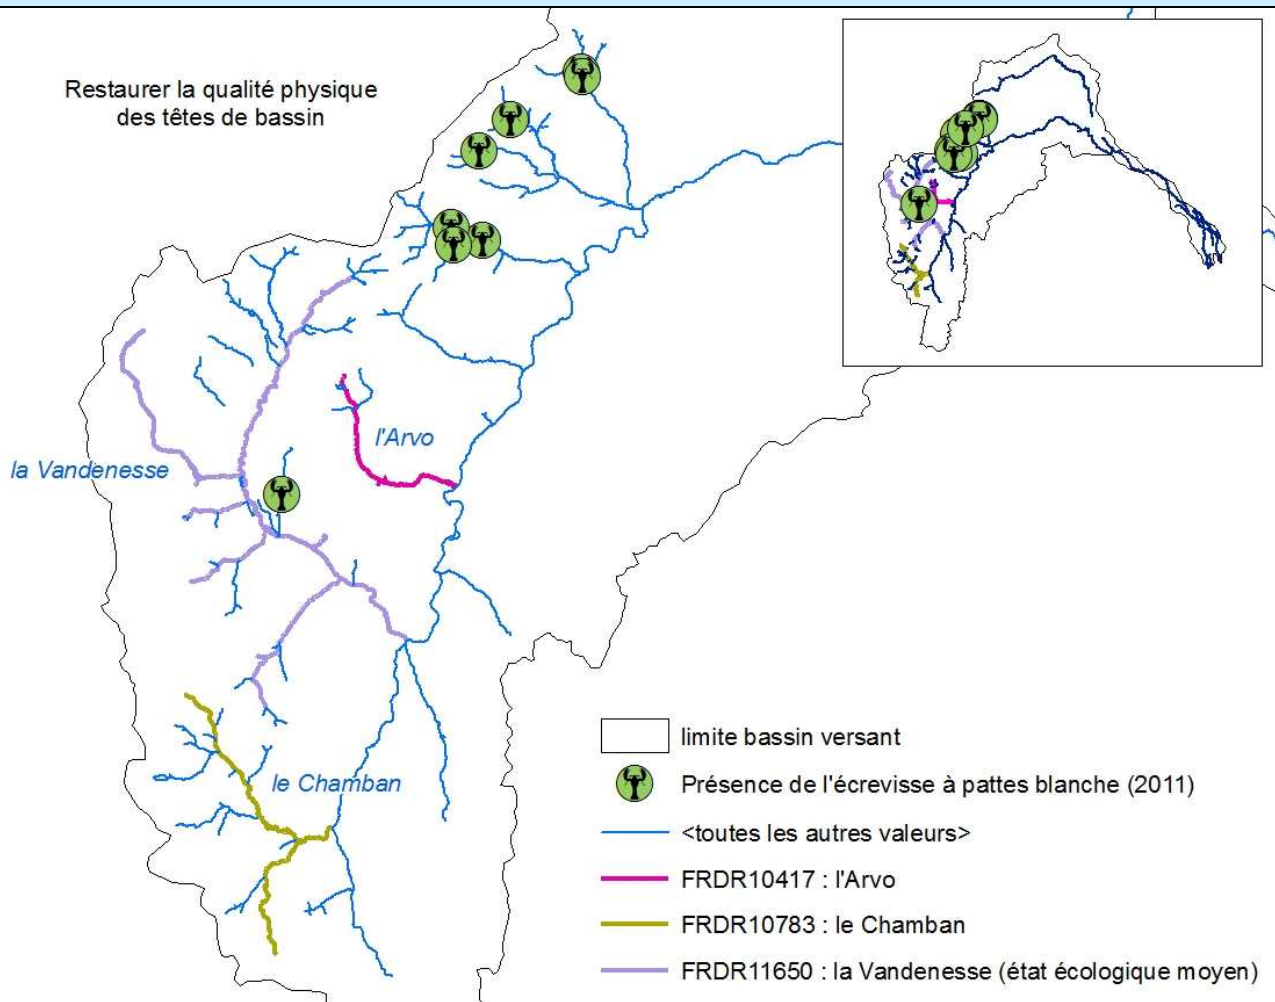 Restaurer la qualité physique
des têtes de bassin
l'Arvo
la Vandenesse
le Chamban
limite bassin versant
Présence de l'écrevisse à pattes blanche (2011)
<toutes les autres valeurs>
FRDR10417 : l'Arvo
FRDR10783 : le Chamban
FRDR11650 : la Vandenesse (état écologique moyen)